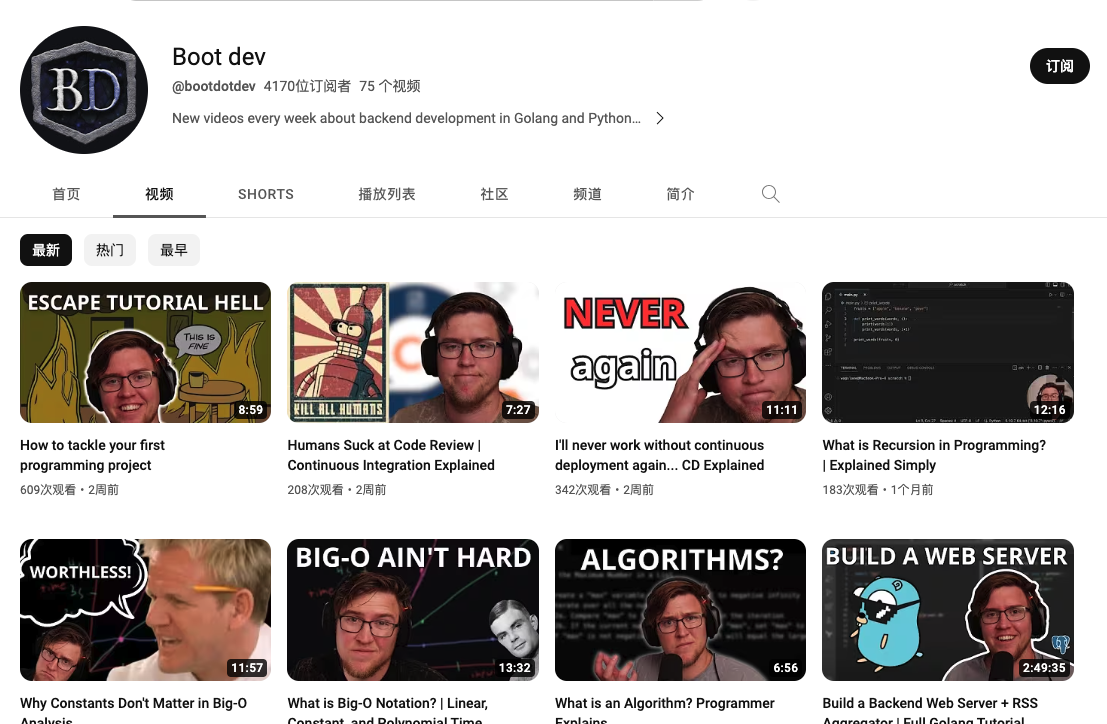 BD
Boot dev
@bootdotdev 4170位订阅者 75 个视频
New videos every week about backend development in Golang and Python...
订阅
首页 视频 SHORTS 播放列表 社区 频道 简介
最新 热门 最早
ESCAPE TUTORIAL HELL
THIS IS
FINE
8:59
KILL ALL HUMANS
7:27
NEVER
again
11:11
12:16
How to tackle your first
programming project
609次观看・2周前
Humans Suck at Code Review |
Continuous Integration Explained
208次观看・2周前
I'll never work without continuous
deployment again... CD Explained
342次观看・2周前
What is Recursion in Programming?
| Explained Simply
183次观看・1个月前
WORTHLESS!
11:57
BIG-O AIN'T HARD
13:32
ALGORITHMS?
6:56
BUILD A WEB SERVER
2:49:35
Why Constants Don't Matter in Big-O
Analysis
What is Big-O Notation? | Linear,
Constant, and Polynomial Time
What is an Algorithm? Programmer
Explains
Build a Backend Web Server + RSS
Aggregator | Full Golang Tutorial